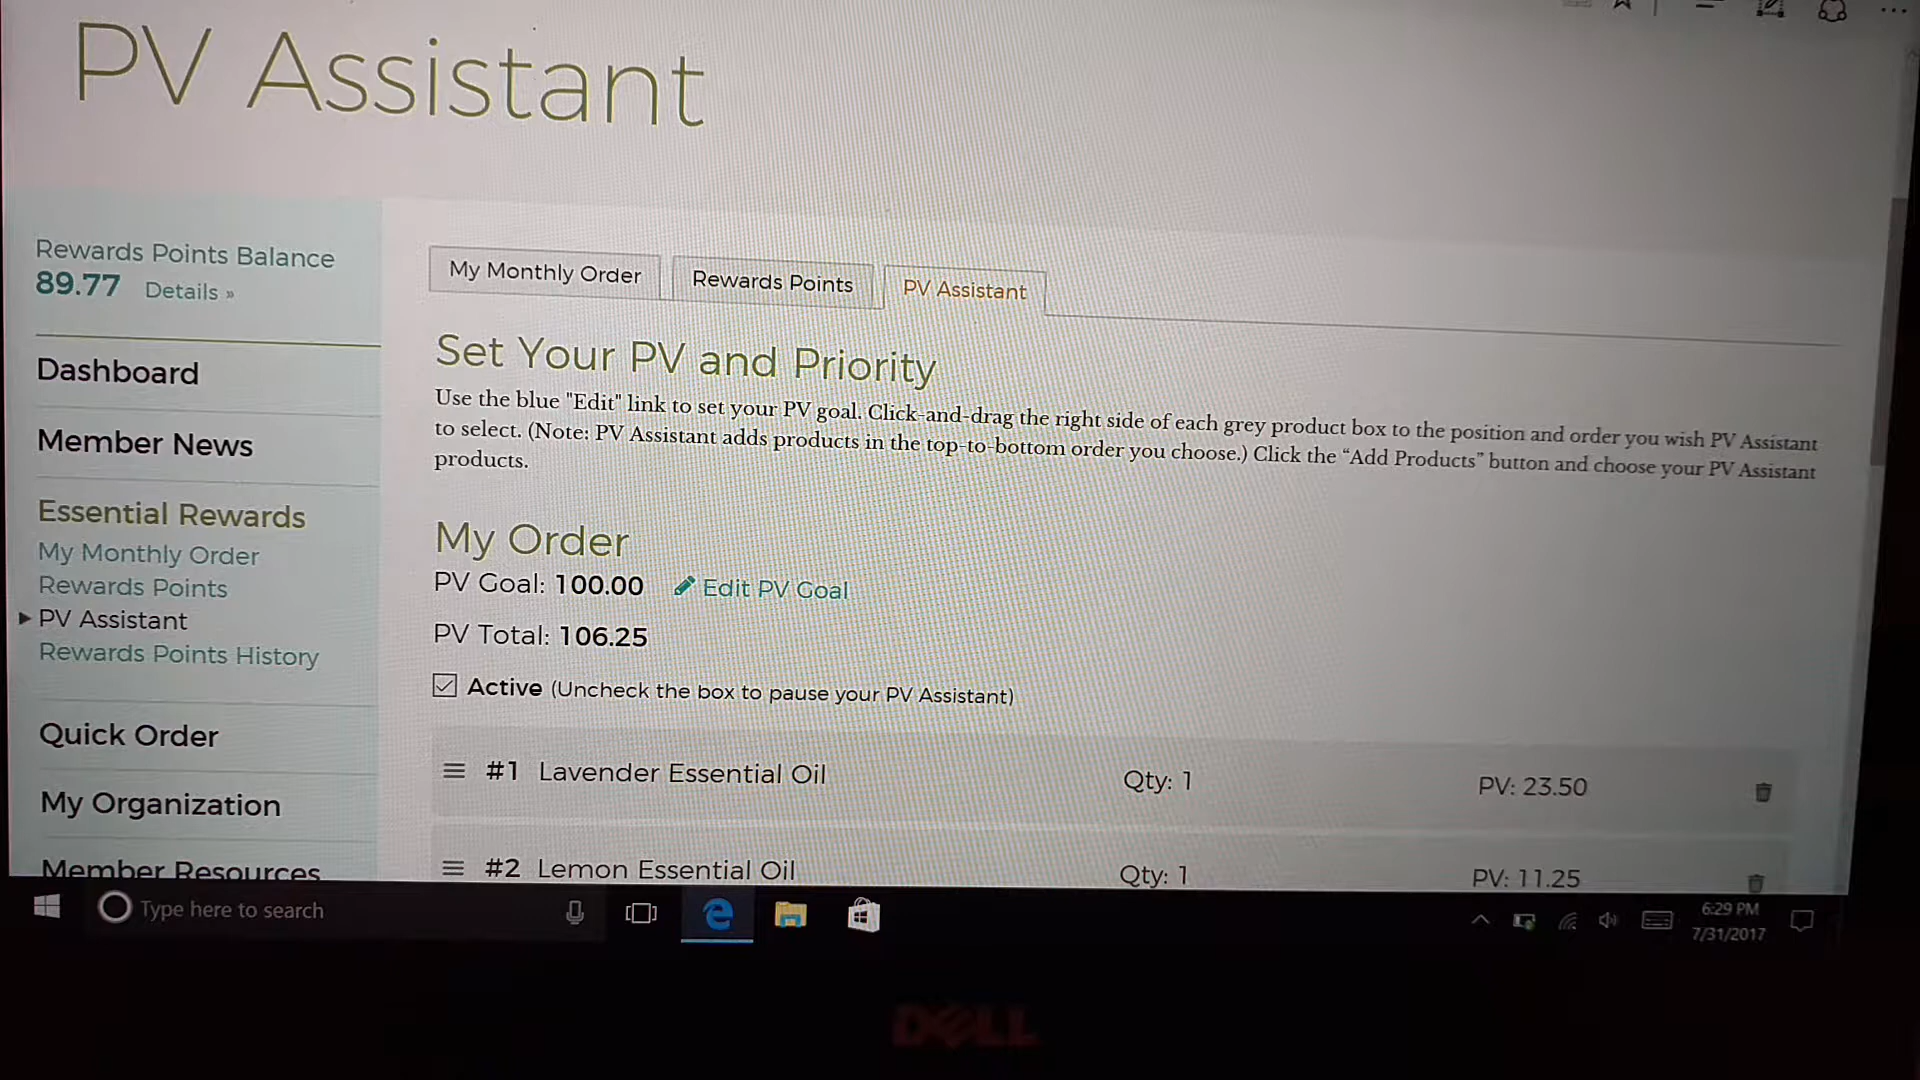 PV Assistant
Rewards Points Balance
89.77 Details »
Dashboard
Member News
Essential Rewards
My Monthly Order
Rewards Points
PV Assistant
Rewards Points History
Quick Order
My Organization
Member Resources
My Monthly Order
Rewards Points
PV Assistant
Set Your PV and Priority
Use the blue "Edit" link to set your PV goal. Click-and-drag the right side of each grey product box to the position and order you wish PV Assistant
to select. (Note: PV Assistant adds products in the top-to-bottom order you choose.) Click the “Add Products” button and choose your PV Assistant
products.
My Order
PV Goal: 100.00 Edit PV Goal
PV Total: 106.25
Active (Uncheck the box to pause your PV Assistant)
#1 Lavender Essential Oil Qty: 1 PV: 23.50
#2 Lemon Essential Oil Qty: 1 PV: 11.25
Type here to search
6:29 PM
7/31/2017
DELL